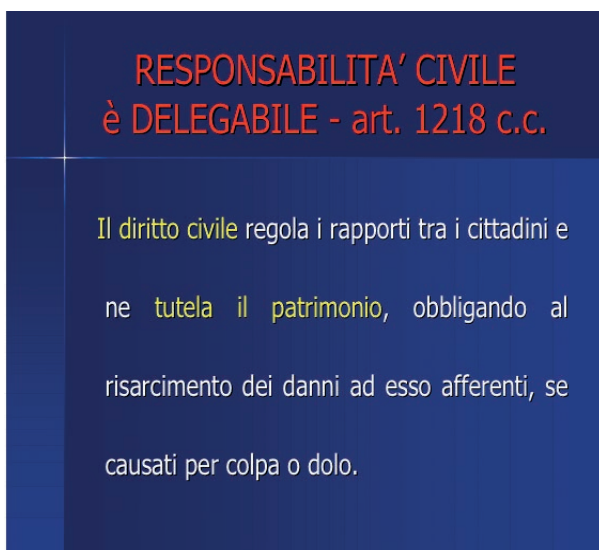 RESPONSABILITA' CIVILE
è DELEGABILE - art. 1218 c.c.
Il diritto civile regola i rapporti tra i cittadini e
ne tutela il patrimonio, obbligando al
risarcimento dei danni ad esso afferenti, se
causati per colpa o dolo.